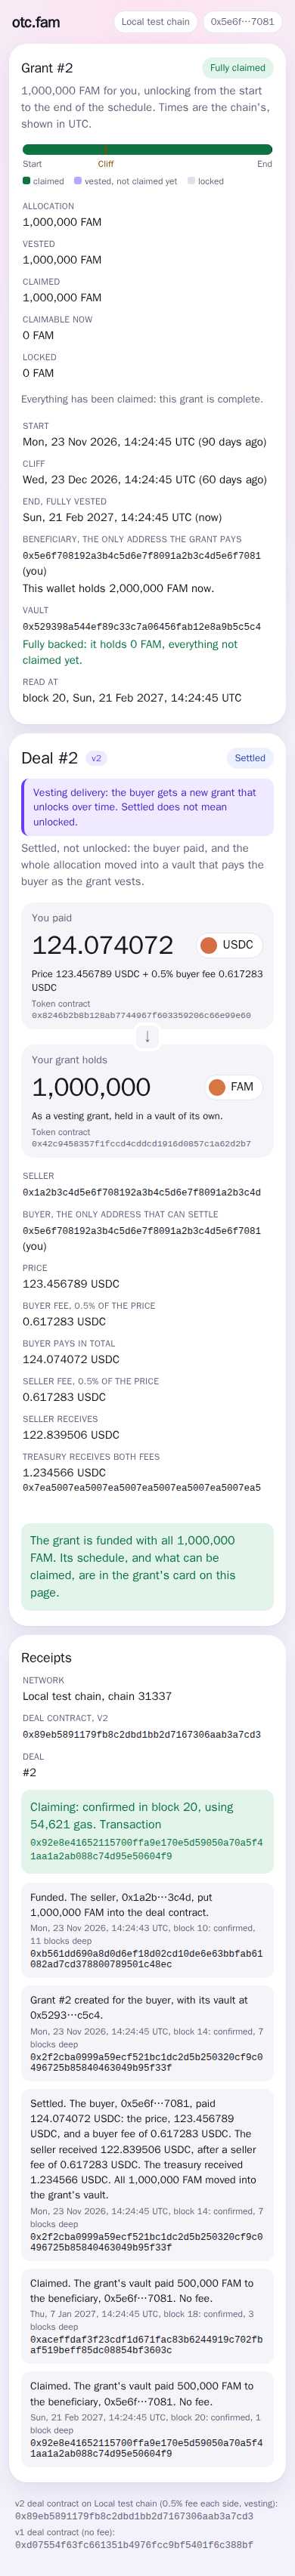 otc.fam
Local test chain
0x5e6f···7081
Grant #2
Fully claimed
1,000,000 FAM for you, unlocking from the start
to the end of the schedule. Times are the chain's,
shown in UTC.
Start
Cliff
End
claimed
vested, not claimed yet
locked
ALLOCATION
1,000,000 FAM
VESTED
1,000,000 FAM
CLAIMED
1,000,000 FAM
CLAIMABLE NOW
0 FAM
LOCKED
0 FAM
Everything has been claimed: this grant is complete.
START
Mon, 23 Nov 2026, 14:24:45 UTC (90 days ago)
CLIFF
Wed, 23 Dec 2026, 14:24:45 UTC (60 days ago)
END, FULLY VESTED
Sun, 21 Feb 2027, 14:24:45 UTC (now)
BENEFICIARY, THE ONLY ADDRESS THE GRANT PAYS
0x5e6f708192a3b4c5d6e7f8091a2b3c4d5e6f7081
(you)
This wallet holds 2,000,000 FAM now.
VAULT
0x529398a544ef89c33c7a06456fab12e8a9b5c5c4
Fully backed: it holds 0 FAM, everything not
claimed yet.
READ AT
block 20, Sun, 21 Feb 2027, 14:24:45 UTC
Deal #2
v2
Settled
Vesting delivery: the buyer gets a new grant that
unlocks over time. Settled does not mean
unlocked.
Settled, not unlocked: the buyer paid, and the
whole allocation moved into a vault that pays the
buyer as the grant vests.
You paid
124.074072
USDC
Price 123.456789 USDC + 0.5% buyer fee 0.617283
USDC
Token contract
0x8246b2b8b128ab7744967f603359206c66e99e60
↓
Your grant holds
1,000,000
FAM
As a vesting grant, held in a vault of its own.
Token contract
0x42c9458357f1fccd4cddcd1916d0857c1a62d2b7
SELLER
0x1a2b3c4d5e6f708192a3b4c5d6e7f8091a2b3c4d
BUYER, THE ONLY ADDRESS THAT CAN SETTLE
0x5e6f708192a3b4c5d6e7f8091a2b3c4d5e6f7081
(you)
PRICE
123.456789 USDC
BUYER FEE, 0.5% OF THE PRICE
0.617283 USDC
BUYER PAYS IN TOTAL
124.074072 USDC
SELLER FEE, 0.5% OF THE PRICE
0.617283 USDC
SELLER RECEIVES
122.839506 USDC
TREASURY RECEIVES BOTH FEES
1.234566 USDC
0x7ea5007ea5007ea5007ea5007ea5007ea5007ea5
The grant is funded with all 1,000,000
FAM. Its schedule, and what can be
claimed, are in the grant's card on this
page.
Receipts
NETWORK
Local test chain, chain 31337
DEAL CONTRACT, V2
0x89eb5891179fb8c2dbd1bb2d7167306aab3a7cd3
DEAL
#2
Claiming: confirmed in block 20, using
54,621 gas. Transaction
0x92e8e41652115700ffa9e170e5d59050a70a5f4
1aa1a2ab088c74d95e50604f9
Funded. The seller, 0x1a2b···3c4d, put
1,000,000 FAM into the deal contract.
Mon, 23 Nov 2026, 14:24:43 UTC, block 10: confirmed,
11 blocks deep
0xb561dd690a8d0d6ef18d02cd10de6e63bbfab61
082ad7cd378800789501c48ec
Grant #2 created for the buyer, with its vault at
0x5293···c5c4.
Mon, 23 Nov 2026, 14:24:45 UTC, block 14: confirmed, 7
blocks deep
0x2f2cba0999a59ecf521bc1dc2d5b250320cf9c0
496725b85840463049b95f33f
Settled. The buyer, 0x5e6f···7081, paid
124.074072 USDC: the price, 123.456789
USDC, and a buyer fee of 0.617283 USDC. The
seller received 122.839506 USDC, after a seller
fee of 0.617283 USDC. The treasury received
1.234566 USDC. All 1,000,000 FAM moved into
the grant's vault.
Mon, 23 Nov 2026, 14:24:45 UTC, block 14: confirmed, 7
blocks deep
0x2f2cba0999a59ecf521bc1dc2d5b250320cf9c0
496725b85840463049b95f33f
Claimed. The grant's vault paid 500,000 FAM to
the beneficiary, 0x5e6f···7081. No fee.
Thu, 7 Jan 2027, 14:24:45 UTC, block 18: confirmed, 3
blocks deep
0xaceffdaf3f23cdf1d671fac83b6244919c702fb
af519beff85dc08854bf3603c
Claimed. The grant's vault paid 500,000 FAM to
the beneficiary, 0x5e6f···7081. No fee.
Sun, 21 Feb 2027, 14:24:45 UTC, block 20: confirmed, 1
block deep
0x92e8e41652115700ffa9e170e5d59050a70a5f4
1aa1a2ab088c74d95e50604f9
v2 deal contract on Local test chain (0.5% fee each side, vesting):
0x89eb5891179fb8c2dbd1bb2d7167306aab3a7cd3
v1 deal contract (no fee):
0xd07554f63fc661351b4976fcc9bf5401f6c388bf